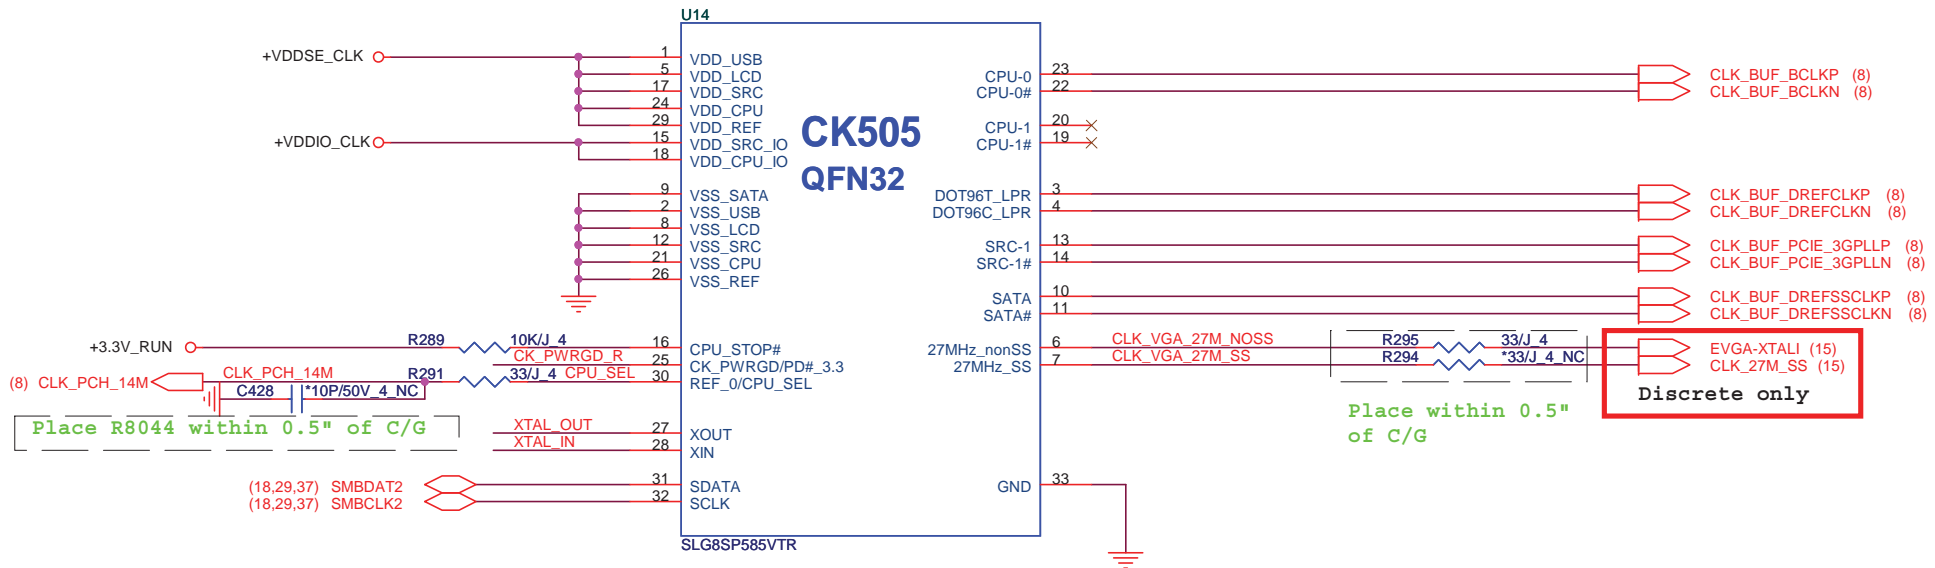 U14
+VDDSE_CLK
+VDDIO_CLK
1 VDD_USB
5 VDD_LCD
17 VDD_SRC
24 VDD_CPU
29 VDD_REF
15 VDD_SRC_IO
18 VDD_CPU_IO
9 VSS_SATA
2 VSS_USB
8 VSS_LCD
12 VSS_SRC
21 VSS_CPU
26 VSS_REF
CK505
QFN32
+3.3V_RUN R289 10K/J_4 16 CPU_STOP#
CK_PWRGD_R 25 CK_PWRGD/PD#_3.3
(8) CLK_PCH_14M CLK_PCH_14M R291 33/J_4 CPU_SEL 30 REF_0/CPU_SEL
C428 *10P/50V_4_NC
Place R8044 within 0.5" of C/G
XTAL_OUT 27 XOUT
XTAL_IN 28 XIN
(18,29,37) SMBDAT2 31 SDATA
(18,29,37) SMBCLK2 32 SCLK
SLG8SP585VTR
CPU-0 23 CLK_BUF_BCLKP (8)
CPU-0# 22 CLK_BUF_BCLKN (8)
CPU-1 20
CPU-1# 19
DOT96T_LPR 3 CLK_BUF_DREFCLKP (8)
DOT96C_LPR 4 CLK_BUF_DREFCLKN (8)
SRC-1 13 CLK_BUF_PCIE_3GPLLP (8)
SRC-1# 14 CLK_BUF_PCIE_3GPLLN (8)
SATA 10 CLK_BUF_DREFSSCLKP (8)
SATA# 11 CLK_BUF_DREFSSCLKN (8)
27MHz_nonSS 6 CLK_VGA_27M_NOSS R295 33/J_4 EVGA-XTALI (15)
27MHz_SS 7 CLK_VGA_27M_SS R294 *33/J_4_NC CLK_27M_SS (15)
Discrete only
Place within 0.5"
of C/G
GND 33